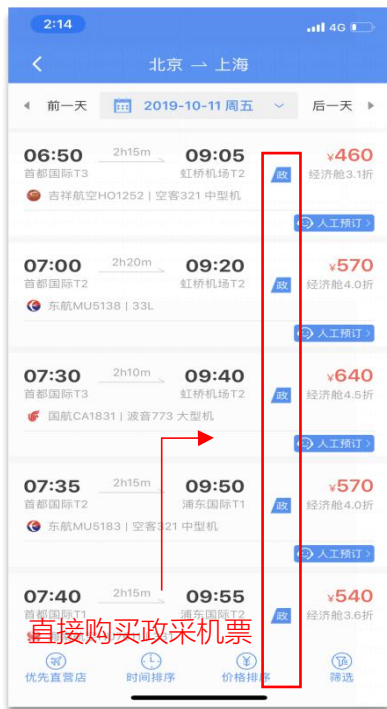 2:14 4G
北京 → 上海
前一天 2019-10-11 周五 后一天
06:50 2h15m 09:05 ¥460
首都国际T3 虹桥机场T2 政 经济舱3.1折
吉祥航空HO1252 | 空客321 中型机
人工预订 >
07:00 2h20m 09:20 ¥570
首都国际T2 虹桥机场T2 政 经济舱4.0折
东航MU5138 | 33L
人工预订 >
07:30 2h10m 09:40 ¥640
首都国际T3 虹桥机场T2 政 经济舱4.5折
国航CA1831 | 波音773 大型机
人工预订 >
07:35 2h15m 09:50 ¥570
首都国际T2 浦东国际T1 政 经济舱4.0折
东航MU5183 | 空客321 中型机
人工预订 >
07:40 2h15m 09:55 ¥540
首都国际T1 浦东国际T2 政 经济舱3.6折
直接购买政采机票
优先直营店 时间排序 价格排序 筛选